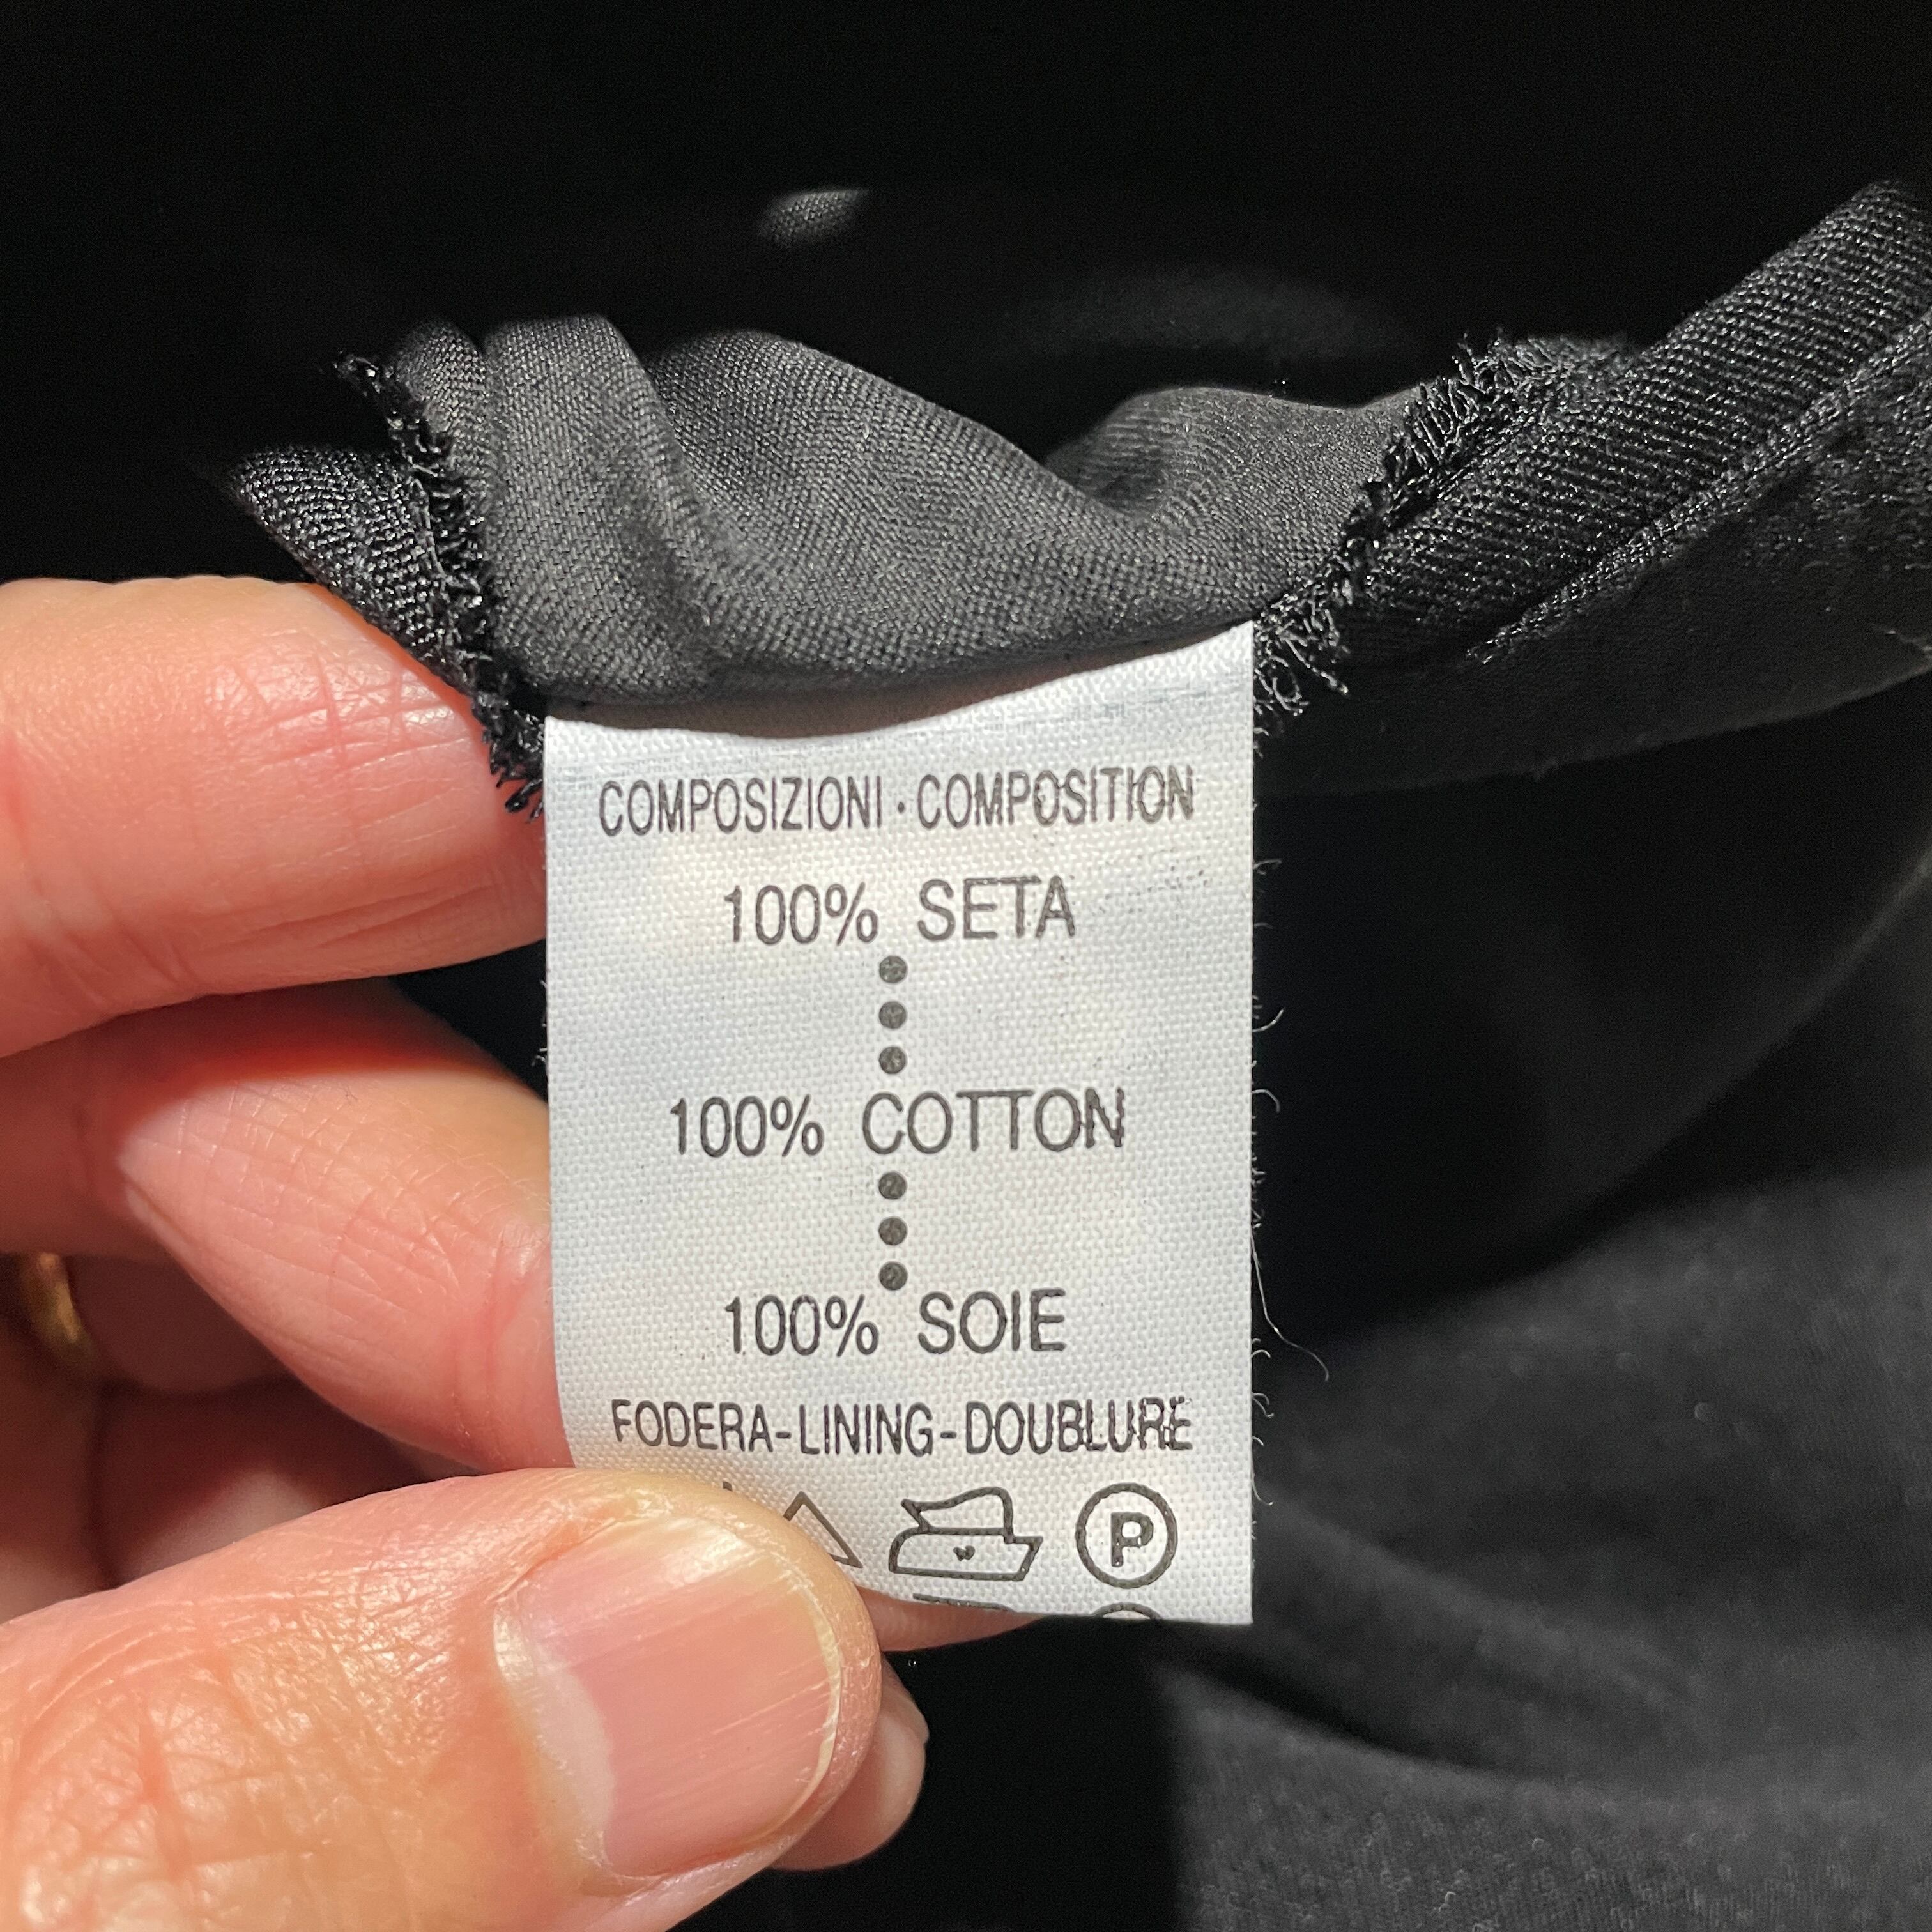 COMPOSIZIONI · COMPOSITION
100% SETA
100% COTTON
100% SOIE
FODERA-LINING-DOUBLURE
P